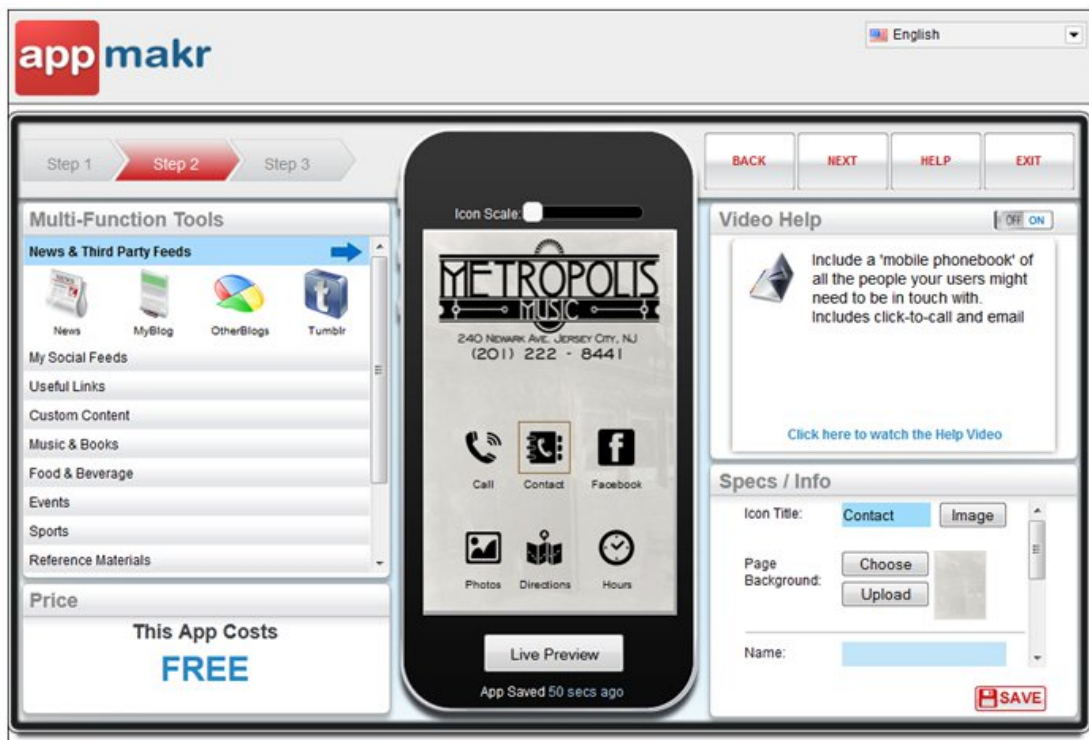 appmakr
English
Step 1
Step 2
Step 3
BACK
NEXT
HELP
EXIT
Multi-Function Tools
News & Third Party Feeds
News
MyBlog
OtherBlogs
Tumblr
My Social Feeds
Useful Links
Custom Content
Music & Books
Food & Beverage
Events
Sports
Reference Materials
Price
This App Costs
FREE
Icon Scale:
METROPOLIS
MUSIC
240 NEWARK AVE. JERSEY CITY, NJ
(201) 222 - 8441
Call
Contact
Facebook
Photos
Directions
Hours
Live Preview
App Saved 50 secs ago
Video Help
OFF ON
Include a 'mobile phonebook' of
all the people your users might
need to be in touch with.
Includes click-to-call and email
Click here to watch the Help Video
Specs / Info
Icon Title:
Contact
Image
Page
Background:
Choose
Upload
Name:
SAVE